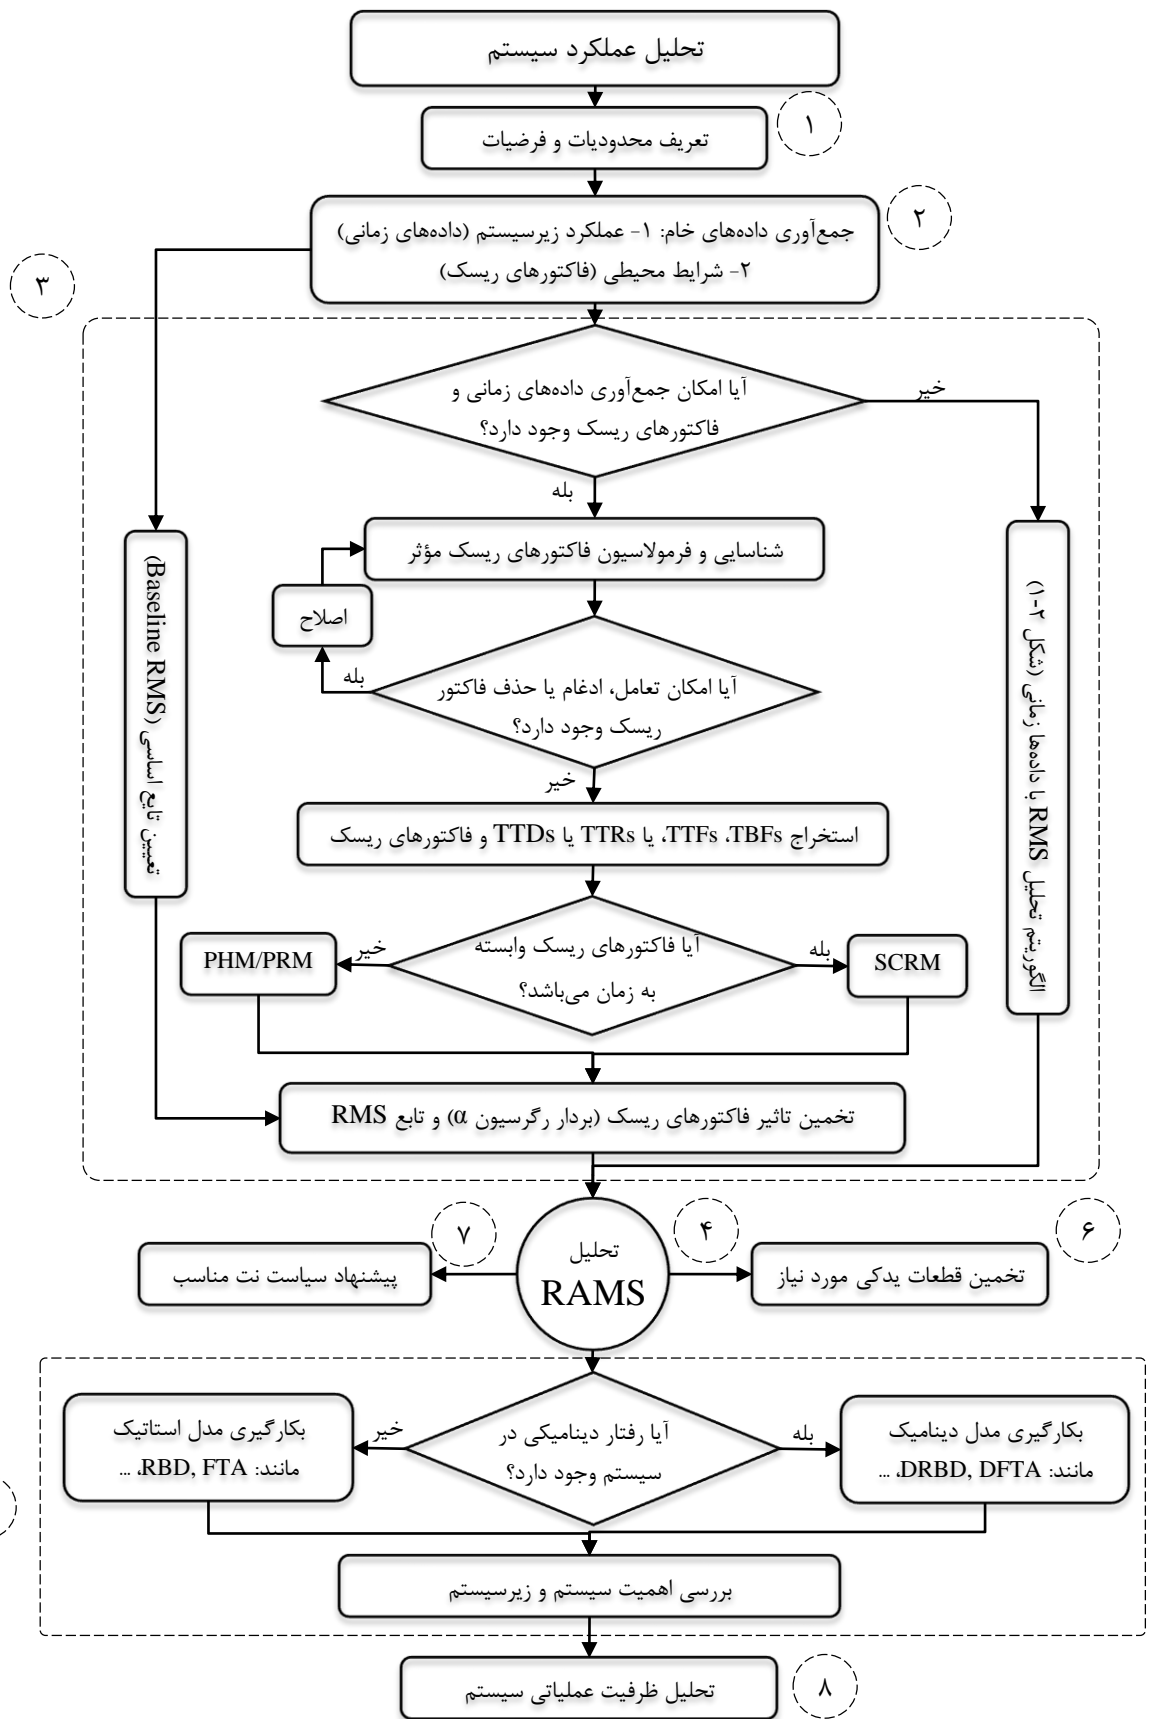 تحلیل عملکرد سیستم
۱
تعریف محدودیات و فرضیات
۲
جمع‌آوری داده‌های خام: ۱- عملکرد زیرسیستم (داده‌های زمانی)
۲- شرایط محیطی (فاکتورهای ریسک)
۳
آیا امکان جمع‌آوری داده‌های زمانی و
فاکتورهای ریسک وجود دارد؟
خیر
بله
شناسایی و فرمولاسیون فاکتورهای ریسک مؤثر
اصلاح
آیا امکان تعامل، ادغام یا حذف فاکتور
ریسک وجود دارد؟
بله
خیر
الگوریتم تحلیل RMS با داده‌ها زمانی (شکل ۲-۱)
تعیین تابع اساسی (Baseline RMS)
استخراج TTFs ،TBFs، یا TTRs یا TTDs و فاکتورهای ریسک
آیا فاکتورهای ریسک وابسته
به زمان می‌باشد؟
بله
خیر
SCRM
PHM/PRM
تخمین تاثیر فاکتورهای ریسک (بردار رگرسیون α) و تابع RMS
تحلیل
RAMS
۴
۶
تخمین قطعات یدکی مورد نیاز
۷
پیشنهاد سیاست نت مناسب
آیا رفتار دینامیکی در
سیستم وجود دارد؟
بله
خیر
بکارگیری مدل دینامیک
مانند: DRBD, DFTA، ...
بکارگیری مدل استاتیک
مانند: RBD, FTA، ...
بررسی اهمیت سیستم و زیرسیستم
تحلیل ظرفیت عملیاتی سیستم
۸